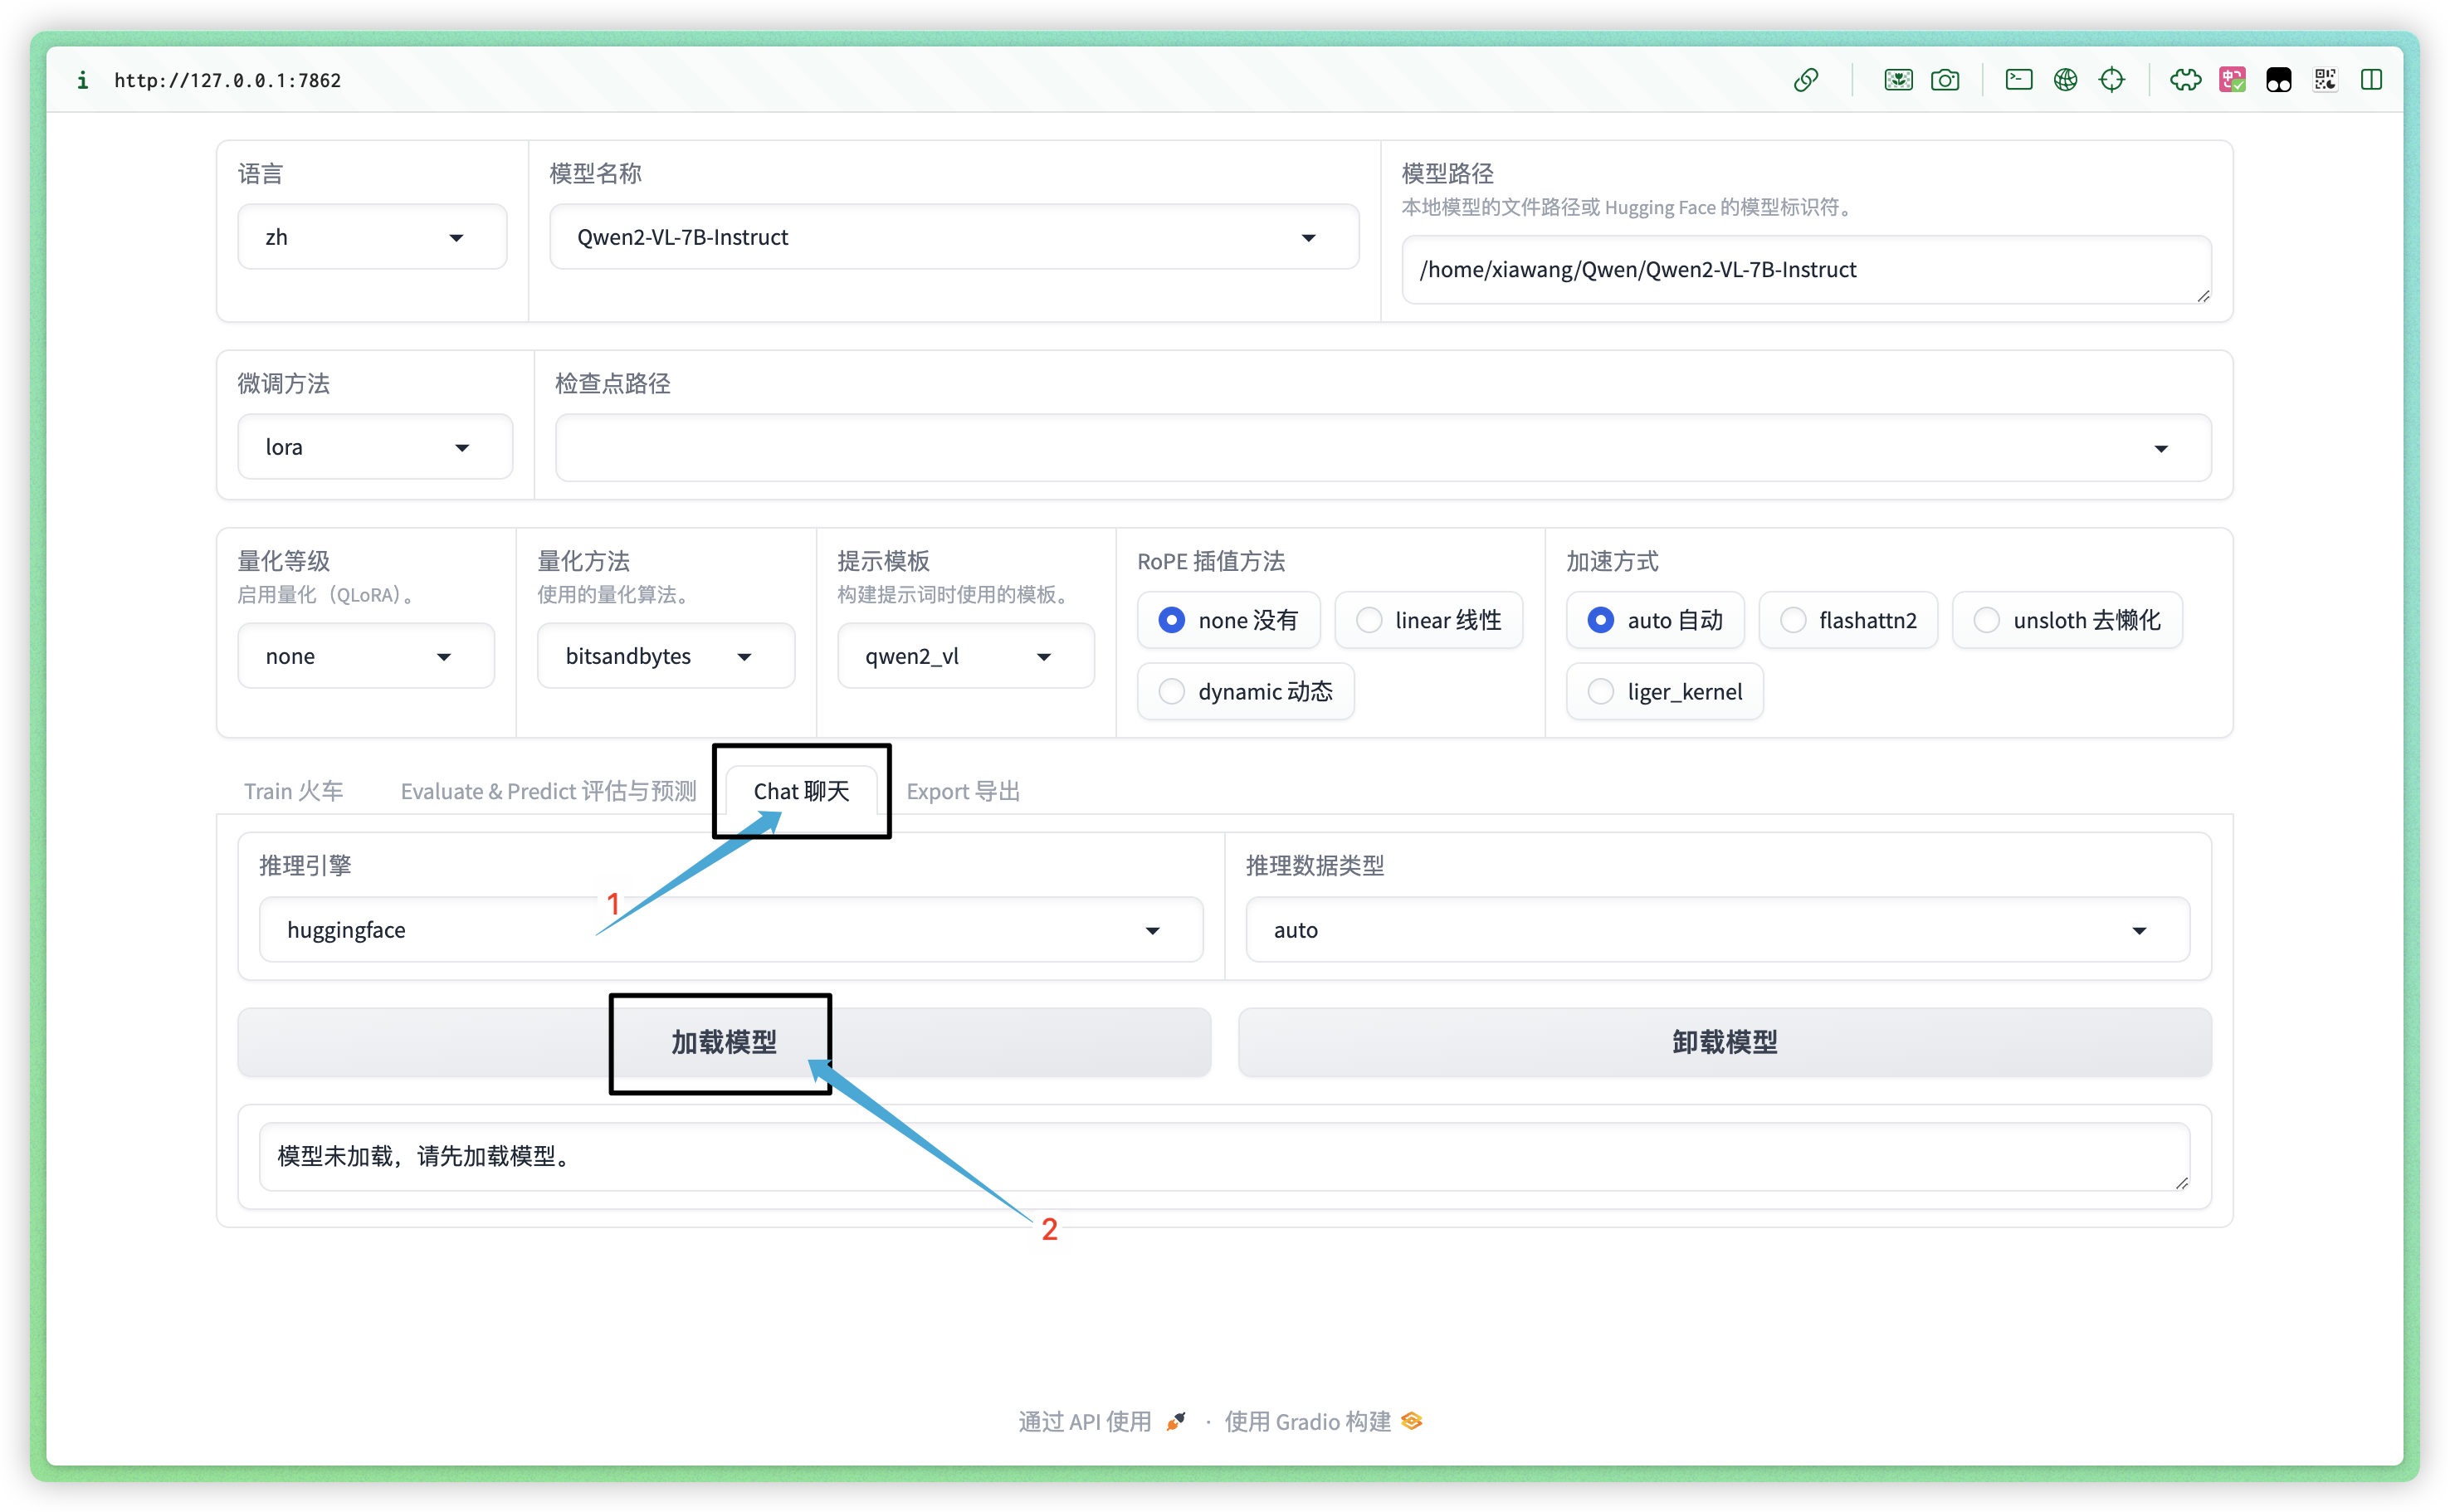 i http://127.0.0.1:7862
语言
zh
模型名称
Qwen2-VL-7B-Instruct
模型路径
本地模型的文件路径或 Hugging Face 的模型标识符。
/home/xiawang/Qwen/Qwen2-VL-7B-Instruct
微调方法
lora
检查点路径
量化等级
启用量化（QLoRA）。
none
量化方法
使用的量化算法。
bitsandbytes
提示模板
构建提示词时使用的模板。
qwen2_vl
RoPE 插值方法
none 没有
linear 线性
dynamic 动态
加速方式
auto 自动
flashattn2
unsloth 去懒化
liger_kernel
Train 火车
Evaluate & Predict 评估与预测
Chat 聊天
Export 导出
推理引擎
1
huggingface
推理数据类型
auto
加载模型
卸载模型
模型未加载，请先加载模型。
2
通过 API 使用 · 使用 Gradio 构建